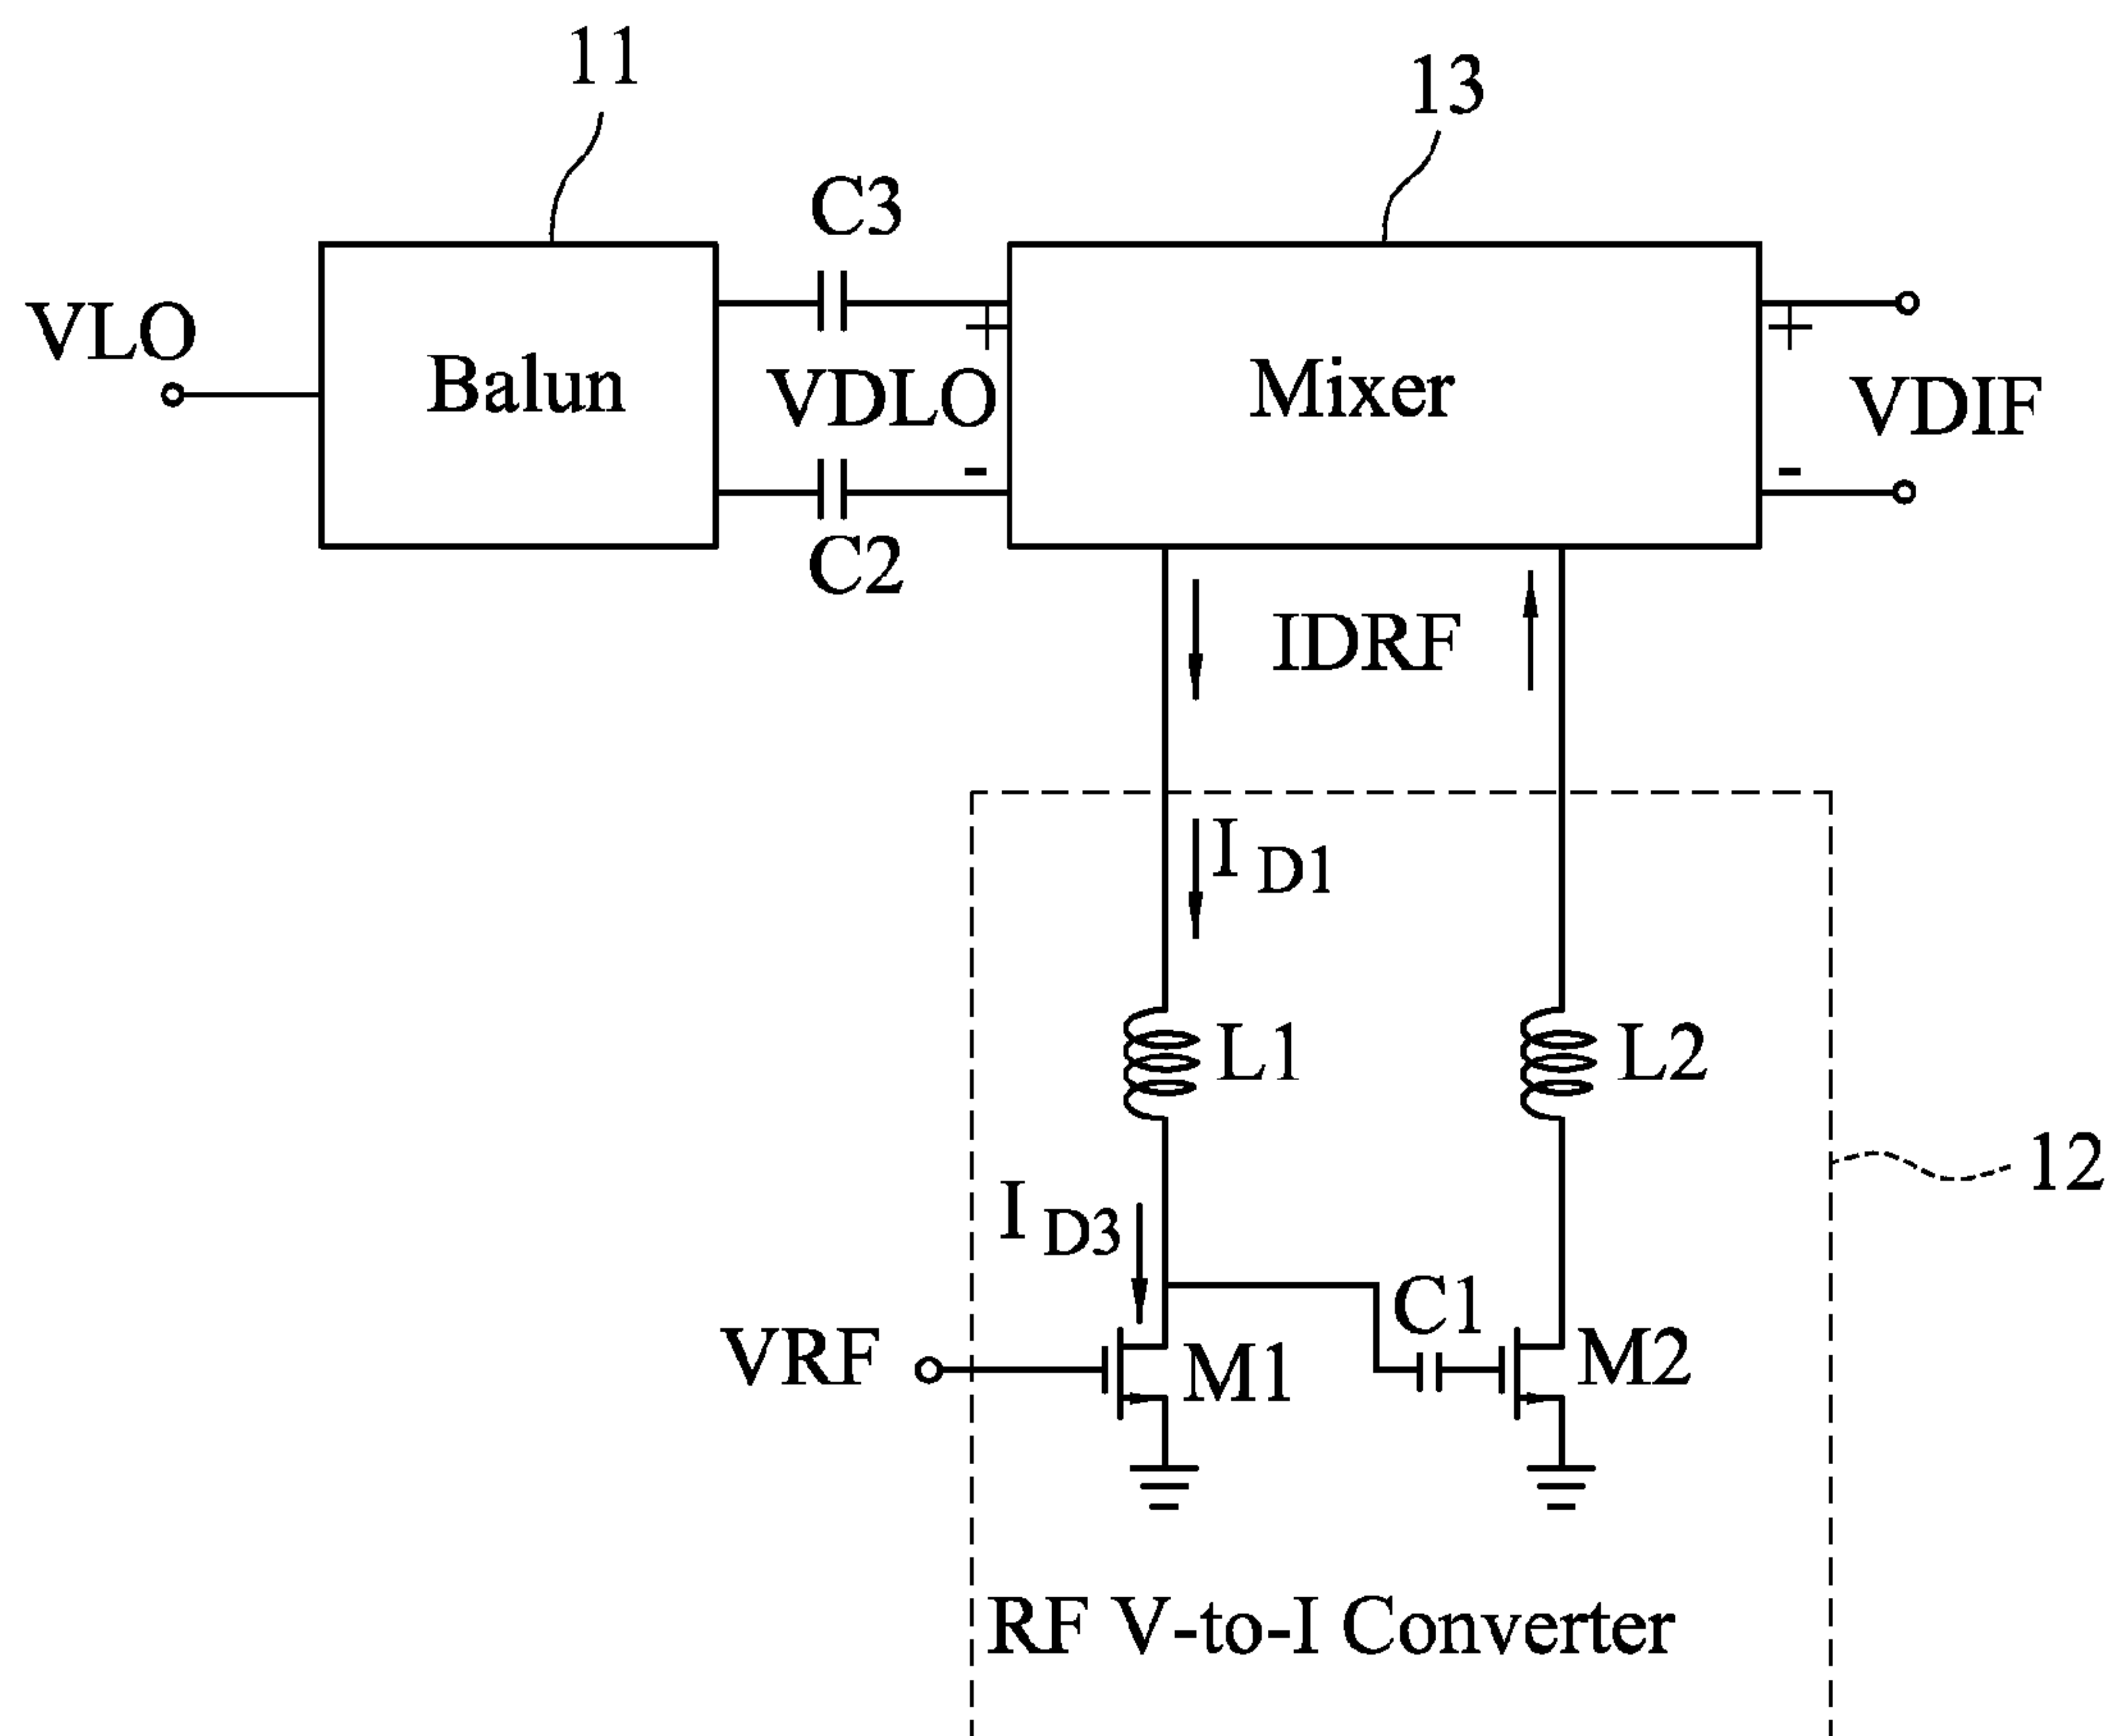 11
13
C3
VLO
Balun
+
VDLO
-
Mixer
+
VDIF
-
C2
IDRF
I D1
L1
L2
12
I D3
C1
VRF
M1
M2
RF V-to-I Converter